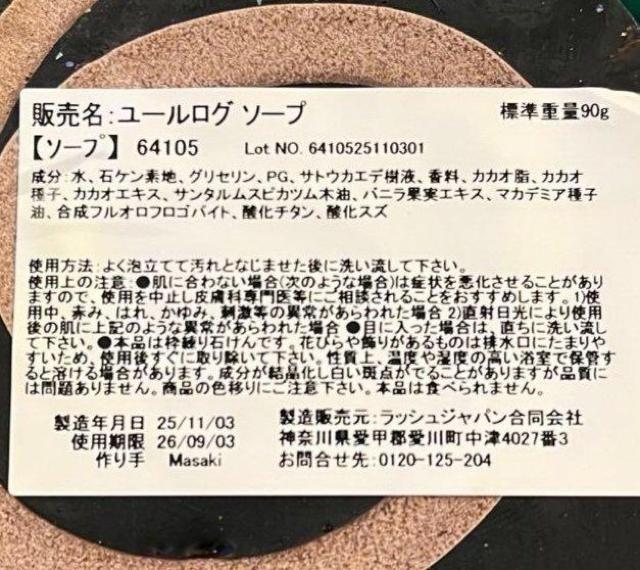 販売名:ユールログ ソープ 標準重量90g
【ソープ】 64105 Lot NO. 6410525110301
成分:水、石ケン素地、グリセリン、PG、サトウカエデ樹液、香料、カカオ脂、カカオ
種子、カカオエキス、サンタルムスピカツム木油、バニラ果実エキス、マカデミア種子
油、合成フルオロフロゴパイト、酸化チタン、酸化スズ
使用方法:よく泡立てて汚れとなじませた後に洗い流して下さい。
使用上の注意:●肌に合わない場合(次のような場合)は症状を悪化させることがあり
ますので、使用を中止し皮膚科専門医等にご相談されることをおすすめします。1)使
用中、赤み、はれ、かゆみ、刺激等の異常があらわれた場合 2)直射日光により使用
後の肌に上記のような異常があらわれた場合 ●目に入った場合は、直ちに洗い流し
て下さい。●本品は枠練り石けんです。花びらや飾りがあるものは排水口にたまりや
すいため、使用後すぐに取り除いて下さい。性質上、温度や湿度の高い浴室で保管す
ると溶ける場合があります。成分が結晶化し白い斑点がでることがありますが品質に
は問題ありません。商品の色移りにご注意下さい。本品は食べられません。
製造年月日 25/11/03 製造販売元:ラッシュジャパン合同会社
使用期限 26/09/03 神奈川県愛甲郡愛川町中津4027番3
作り手 Masaki お問合せ先:0120-125-204